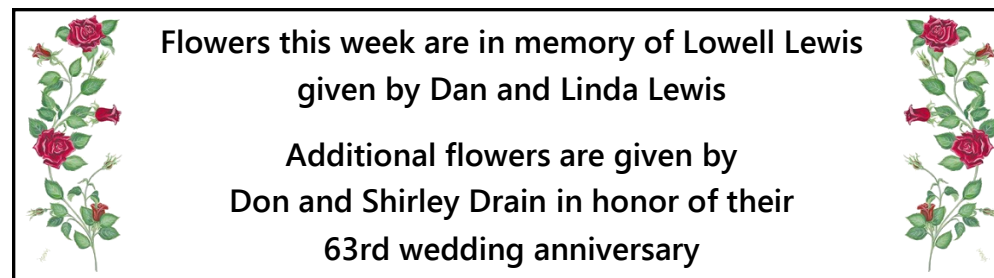 Flowers this week are in memory of Lowell Lewis
given by Dan and Linda Lewis
Additional flowers are given by
Don and Shirley Drain in honor of their
63rd wedding anniversary